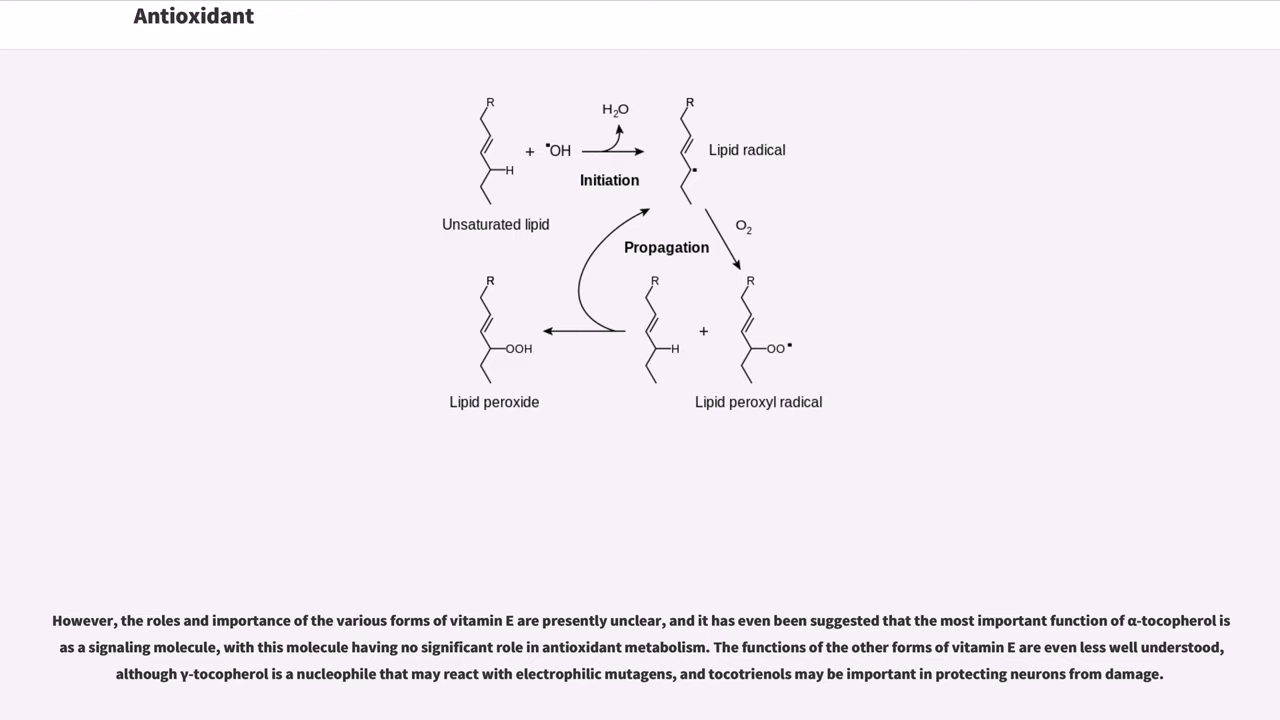 Antioxidant
R
H₂O
R
+ •OH
Lipid radical
H
Initiation
Unsaturated lipid
O₂
Propagation
R
R
R
+
OOH
H
OO•
Lipid peroxide
Lipid peroxyl radical
However, the roles and importance of the various forms of vitamin E are presently unclear, and it has even been suggested that the most important function of α-tocopherol is
as a signaling molecule, with this molecule having no significant role in antioxidant metabolism. The functions of the other forms of vitamin E are even less well understood,
although γ-tocopherol is a nucleophile that may react with electrophilic mutagens, and tocotrienols may be important in protecting neurons from damage.